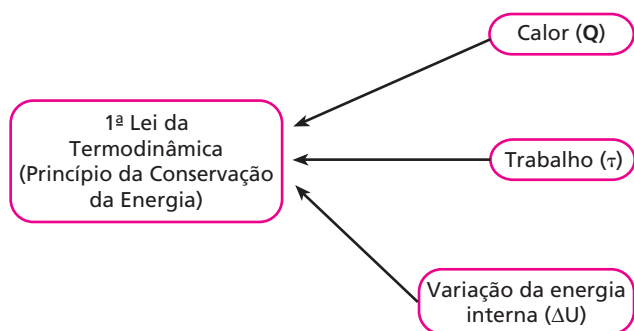 Calor (Q)
1ª Lei da
Termodinâmica
(Princípio da Conservação
da Energia)
Trabalho (τ)
Variação da energia
interna (ΔU)